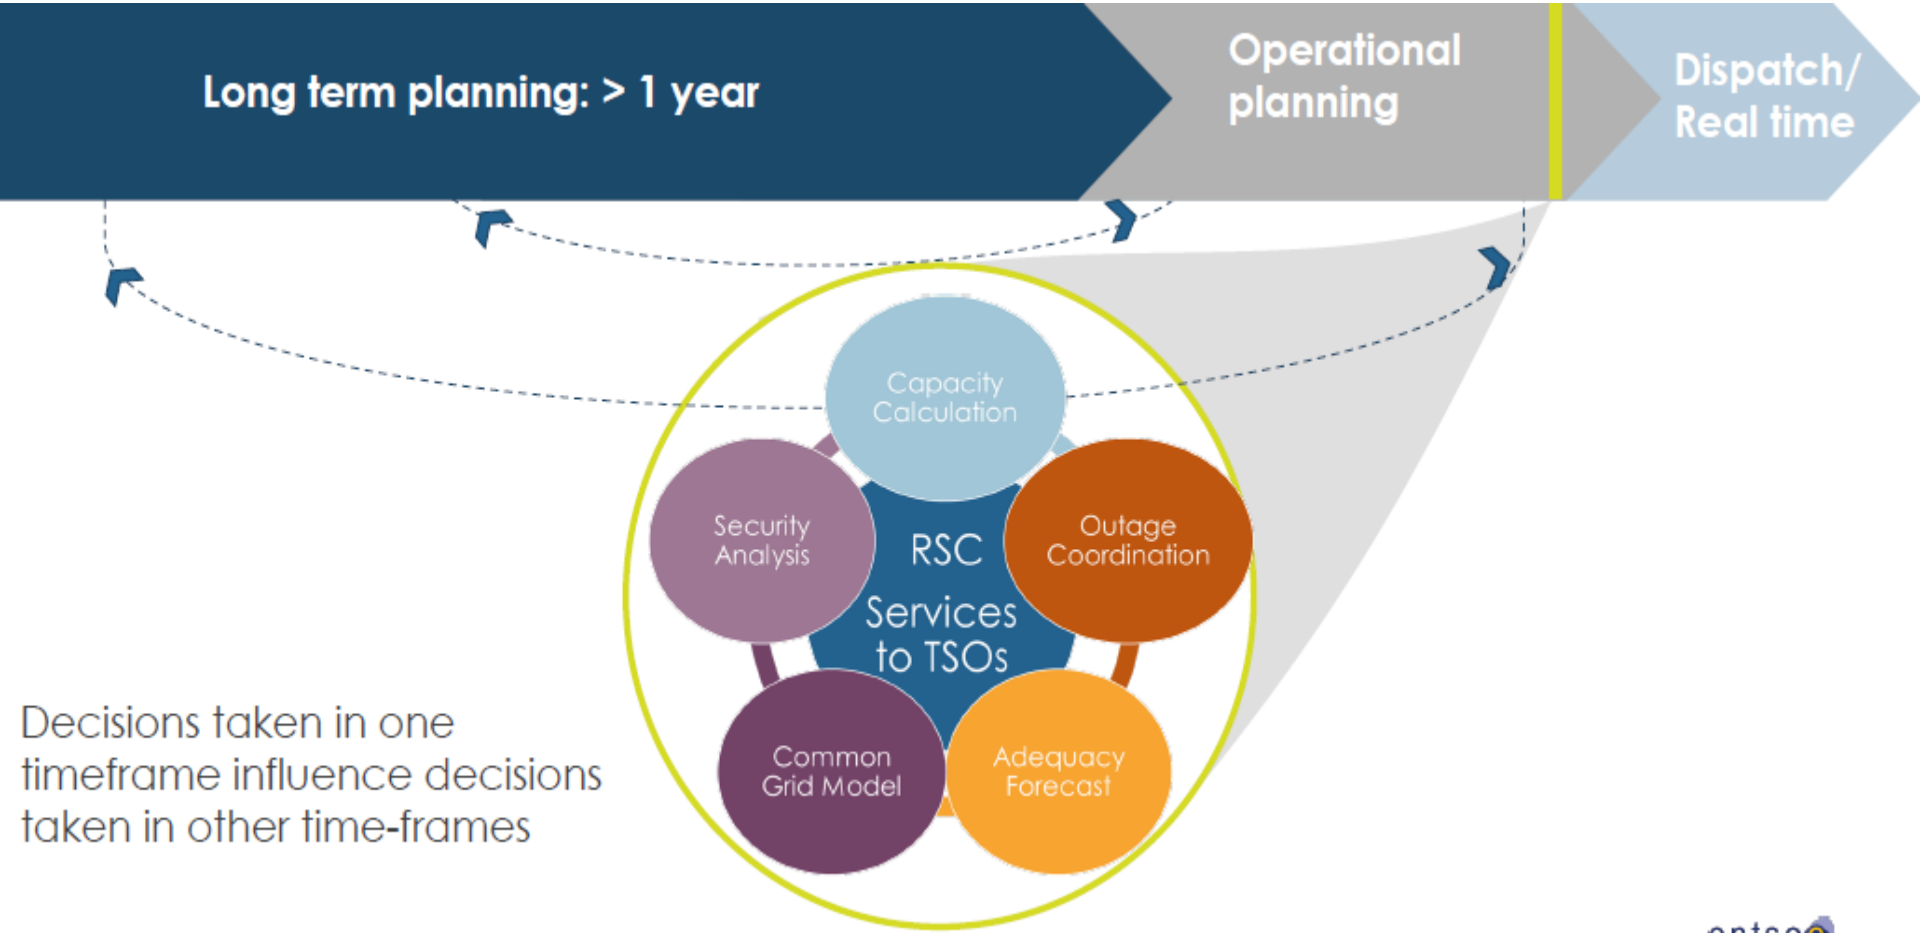 Long term planning: > 1 year
Operational
planning
Dispatch/
Real time
Capacity
Calculation
Security
Analysis
RSC
Services
to TSOs
Outage
Coordination
Common
Grid Model
Adequacy
Forecast
Decisions taken in one
timeframe influence decisions
taken in other time-frames